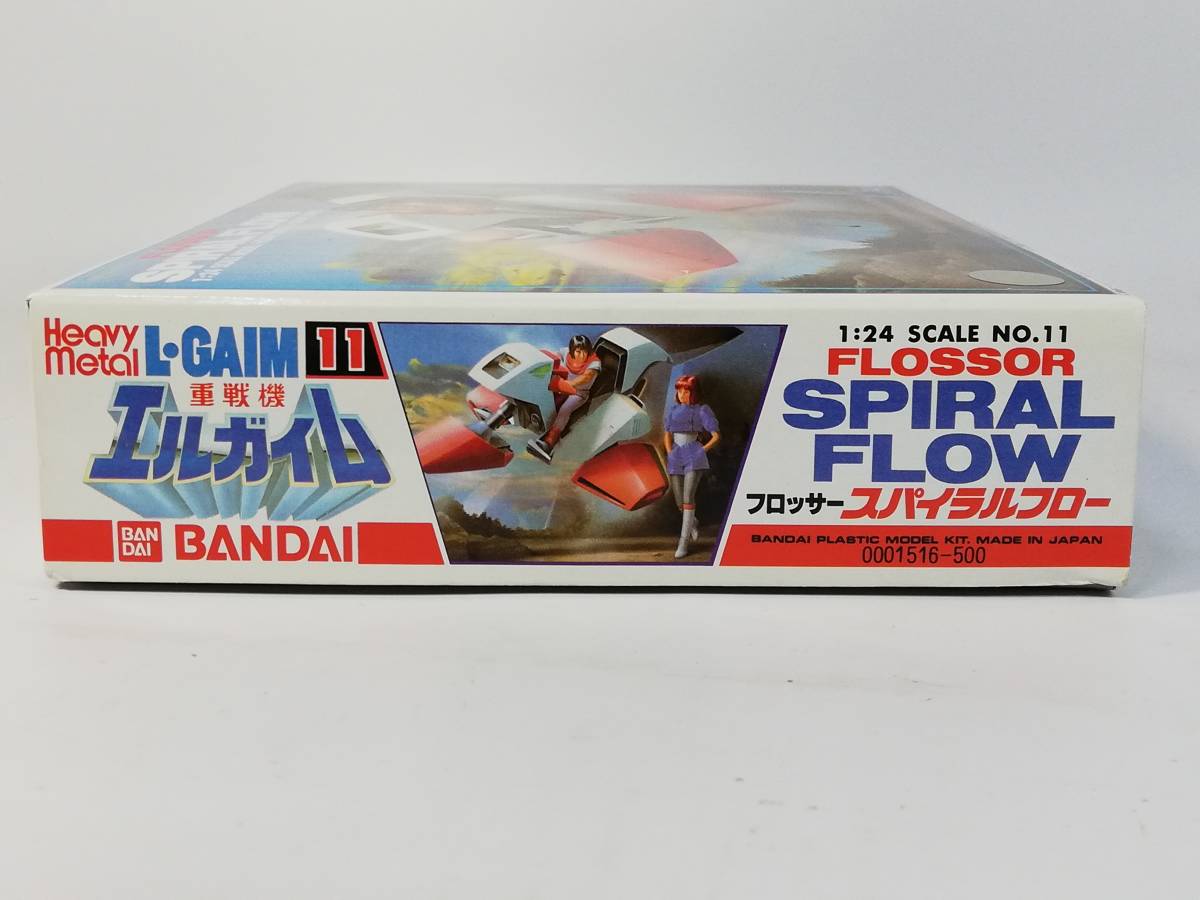 Heavy
Metal L·GAIM 11
重戦機
エルガイム
BAN
DAI
BANDAI
1:24 SCALE NO.11
FLOSSOR
SPIRAL
FLOW
フロッサー スパイラルフロー
BANDAI PLASTIC MODEL KIT. MADE IN JAPAN
0001516-500